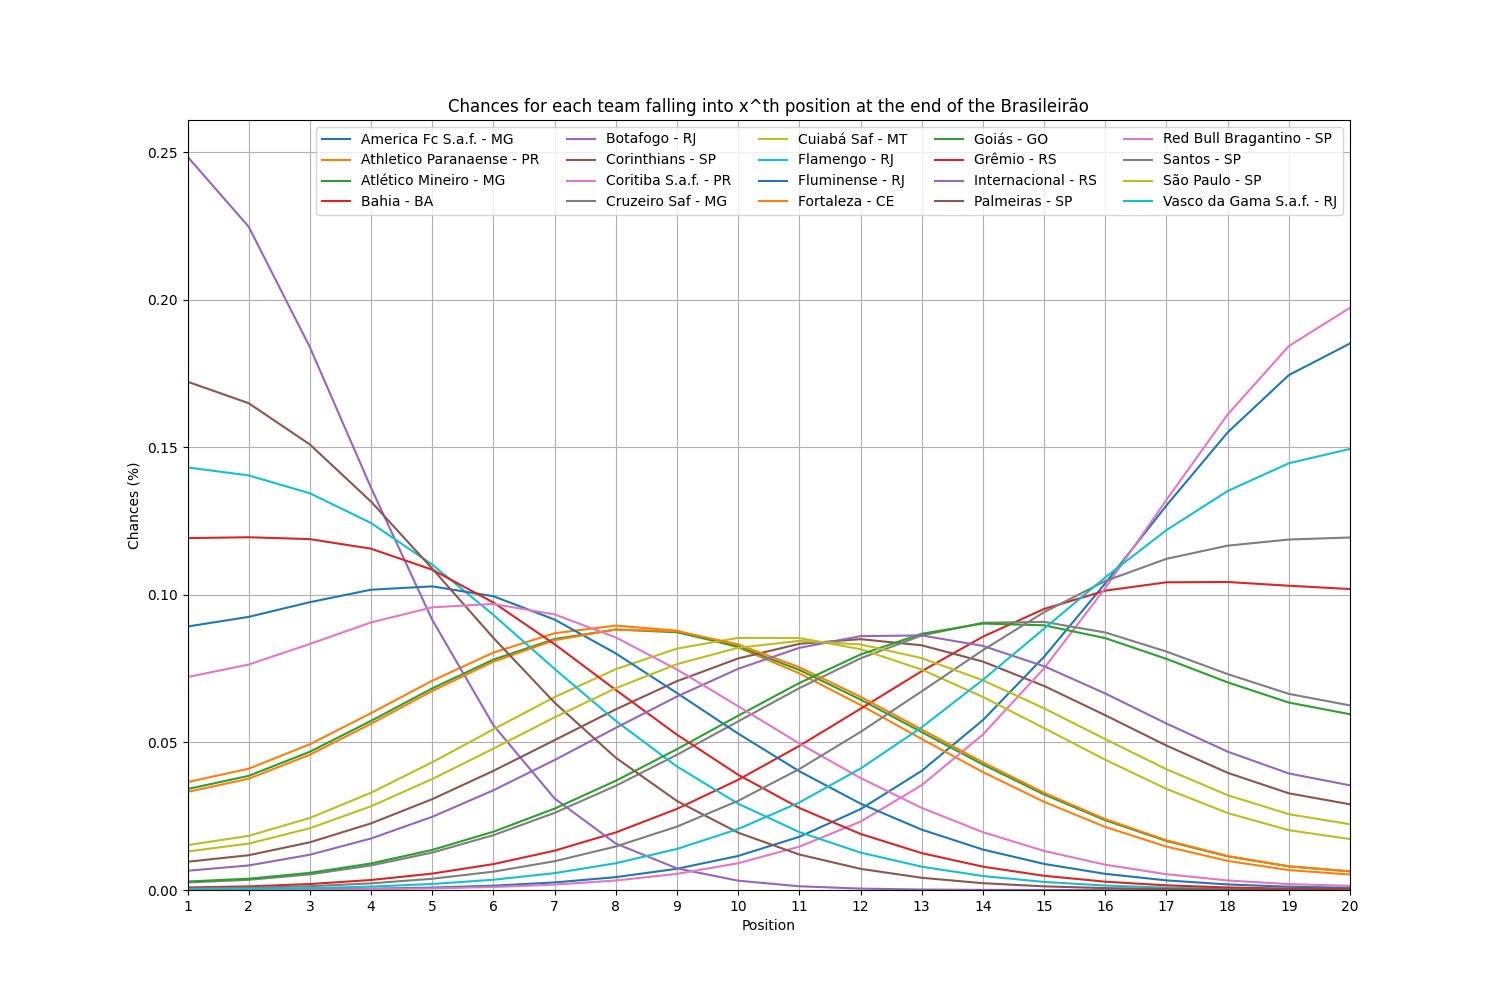 Chances for each team falling into x^th position at the end of the Brasileirão
America Fc S.a.f. - MG
Athletico Paranaense - PR
Atlético Mineiro - MG
Bahia - BA
Botafogo - RJ
Corinthians - SP
Coritiba S.a.f. - PR
Cruzeiro Saf - MG
Cuiabá Saf - MT
Flamengo - RJ
Fluminense - RJ
Fortaleza - CE
Goiás - GO
Grêmio - RS
Internacional - RS
Palmeiras - SP
Red Bull Bragantino - SP
Santos - SP
São Paulo - SP
Vasco da Gama S.a.f. - RJ
Chances (%)
0.25
0.20
0.15
0.10
0.05
0.00
1 2 3 4 5 6 7 8 9 10 11 12 13 14 15 16 17 18 19 20
Position